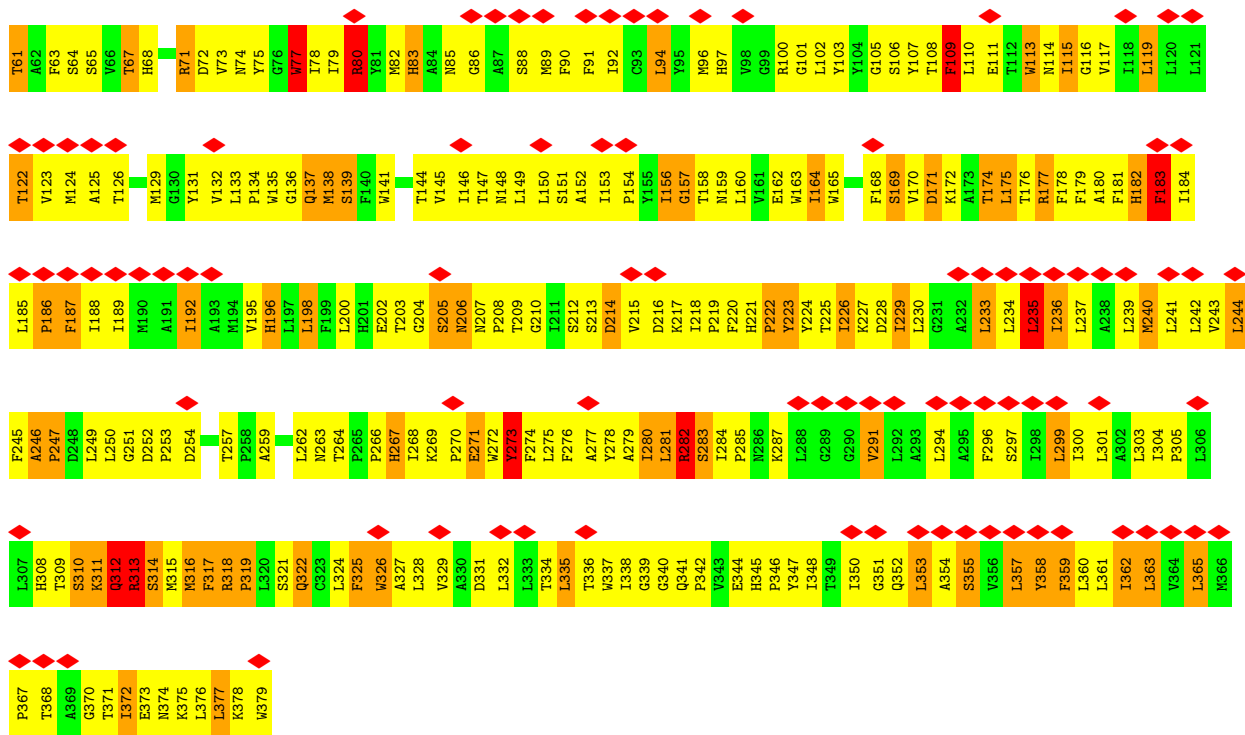 T61 A62 F63 S64 S65 V66 T67 H68 R71 D72 V73 N74 Y75 G76 W77 I78 I79 R80 Y81 M82 H83 A84 N85 G86 A87 S88 M89 F90 F91 I92 C93 L94 Y95 M96 H97 V98 G99 R100 G101 L102 Y103 Y104 G105 S106 Y107 T108 F109 L110 E111 T112 W113 N114 I115 G116 V117 I118 L119 L120 L121
T122 V123 M124 A125 T126 M129 G130 Y131 V132 L133 P134 W135 G136 Q137 M138 S139 F140 W141 T144 V145 I146 T147 N148 L149 L150 S151 A152 I153 P154 Y155 I156 G157 T158 N159 L160 V161 E162 W163 I164 W165 F168 S169 V170 D171 K172 A173 T174 L175 T176 R177 F178 F179 A180 F181 H182 F183 I184
L185 P186 F187 I188 I189 M190 A191 I192 A193 M194 V195 H196 L197 L198 F199 L200 H201 E202 T203 G204 S205 N206 N207 P208 T209 G210 I211 S212 S213 D214 V215 D216 K217 I218 P219 F220 H221 P222 Y223 Y224 T225 I226 K227 D228 I229 L230 G231 A232 L233 L234 L235 I236 L237 A238 L239 M240 L241 L242 V243 L244
F245 A246 P247 D248 L249 L250 G251 D252 P253 D254 T257 P258 A259 L262 N263 T264 P265 P266 H267 I268 K269 P270 E271 W272 Y273 F274 L275 F276 A277 Y278 A279 I280 L281 R282 S283 I284 P285 N286 K287 L288 G289 G290 V291 L292 A293 L294 A295 F296 S297 I298 L299 I300 L301 A302 L303 I304 P305 L306
L307 H308 T309 S310 K311 Q312 R313 S314 M315 M316 F317 R318 P319 L320 S321 Q322 C323 L324 F325 W326 A327 L328 V329 A330 D331 L332 L333 T334 L335 T336 W337 I338 G339 G340 Q341 P342 V343 E344 H345 P346 Y347 I348 T349 I350 G351 Q352 L353 A354 S355 V356 L357 Y358 F359 L360 L361 I362 L363 V364 L365 M366
P367 T368 A369 G370 T371 I372 E373 N374 K375 L376 L377 K378 W379